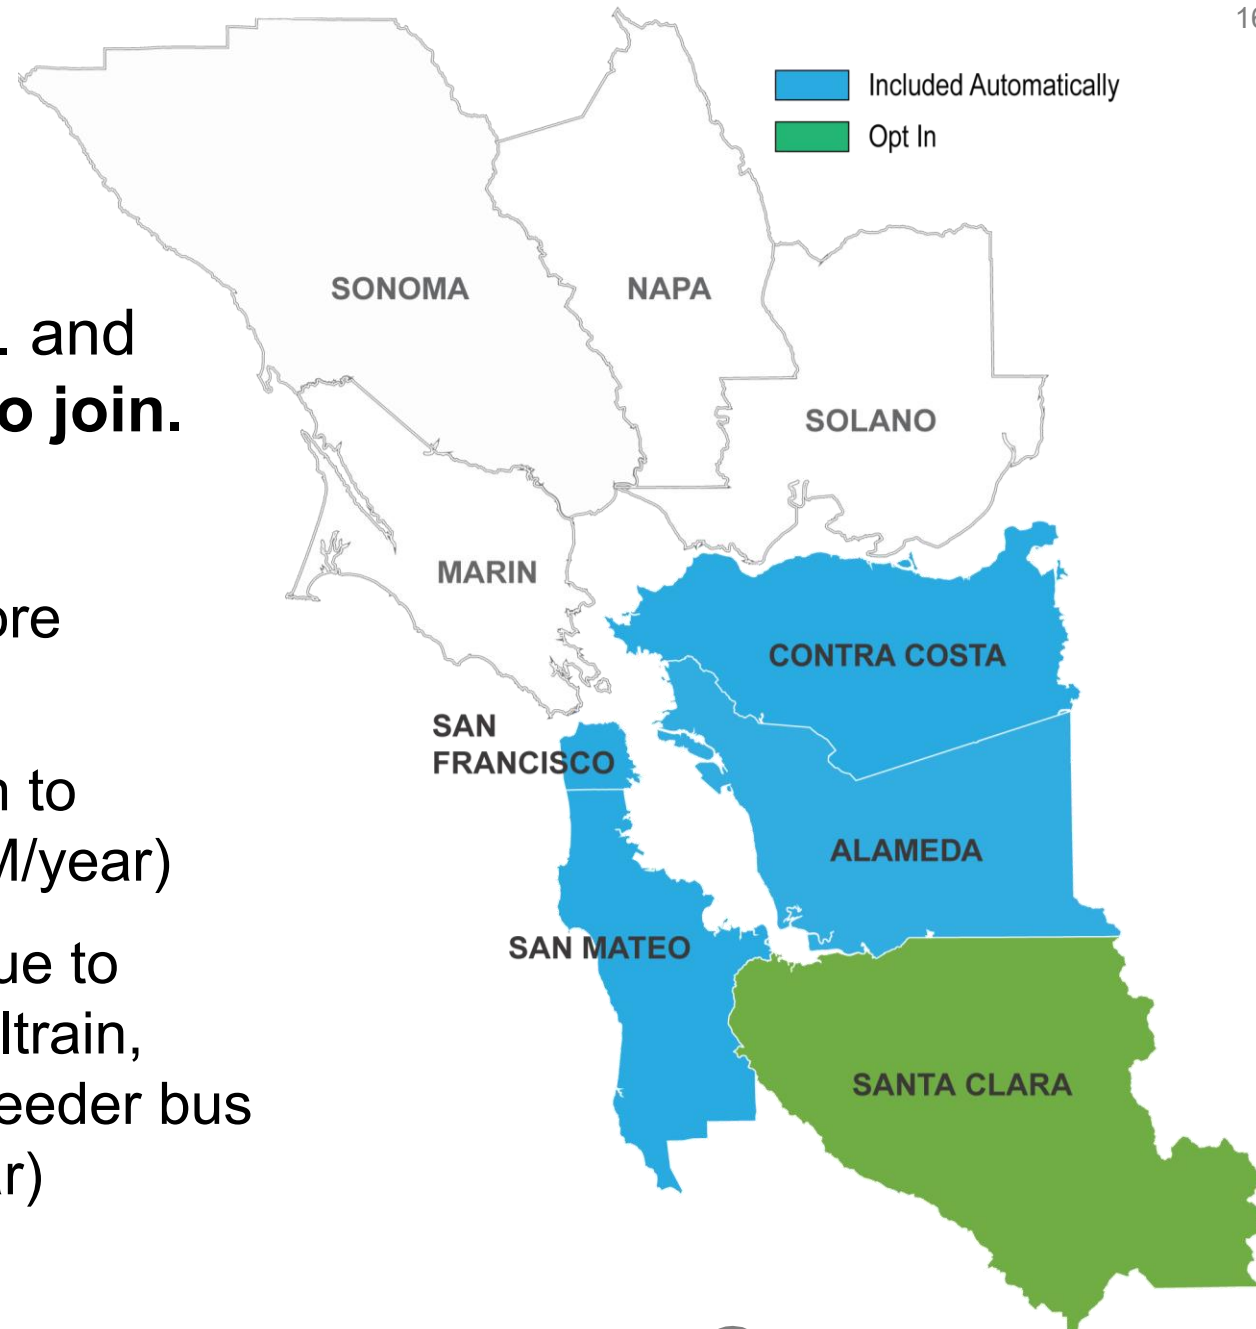 16
Included Automatically
Opt In
. and
o join.
ore
n to
M/year)
ue to
ltrain,
eeder bus
r)
SONOMA
NAPA
SOLANO
MARIN
CONTRA COSTA
SAN
FRANCISCO
ALAMEDA
SAN MATEO
SANTA CLARA